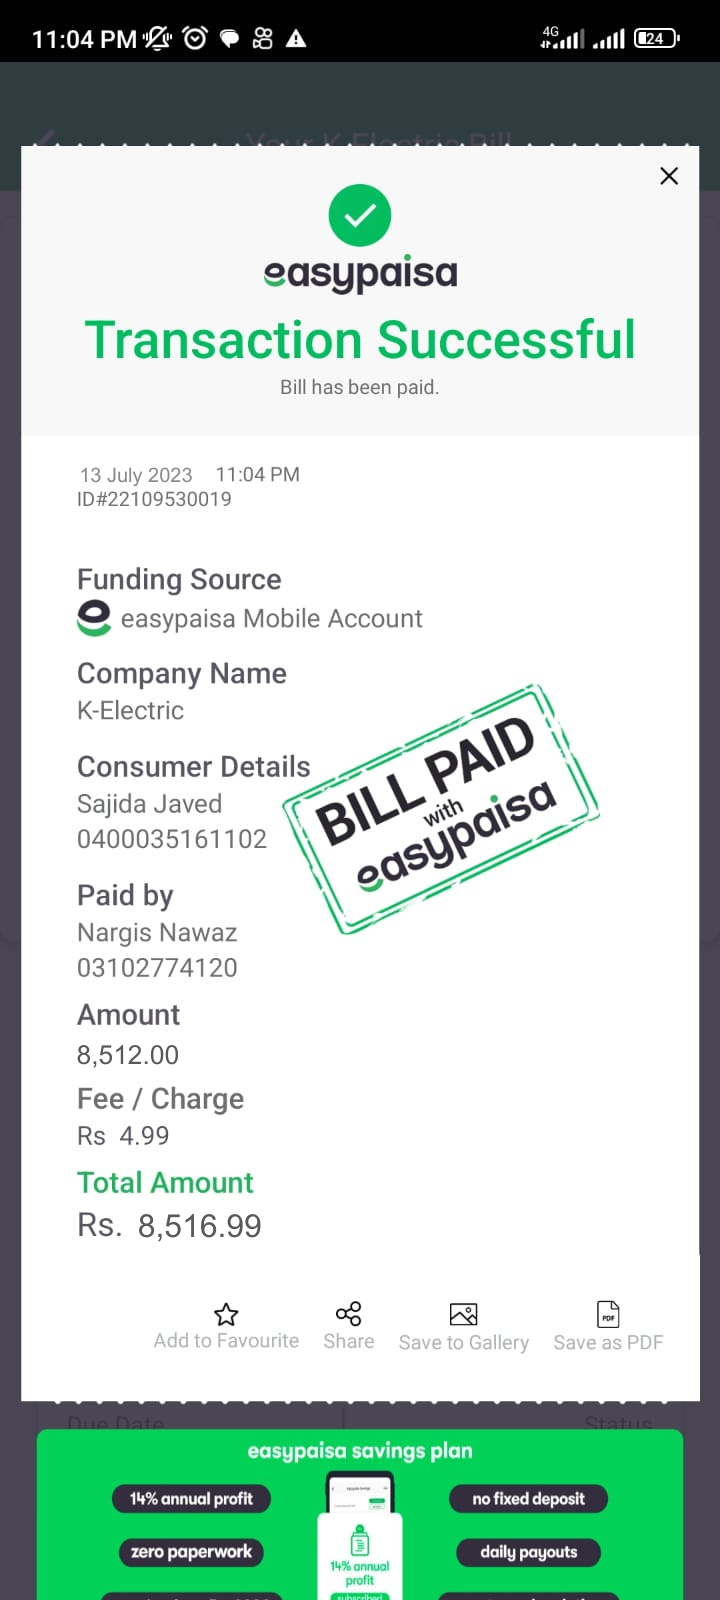 11:04 PM
4G
24
Your K-Electric Bill
easypaisa
Transaction Successful
Bill has been paid.
13 July 2023 11:04 PM
ID#22109530019
Funding Source
easypaisa Mobile Account
Company Name
K-Electric
Consumer Details
Sajida Javed
0400035161102
BILL PAID
with
easypaisa
Paid by
Nargis Nawaz
03102774120
Amount
8,512.00
Fee / Charge
Rs 4.99
Total Amount
Rs. 8,516.99
Add to Favourite
Share
Save to Gallery
PDF
Save as PDF
Due Date
Status
easypaisa savings plan
14% annual profit
no fixed deposit
zero paperwork
daily payouts
14% annual
profit
subscribed